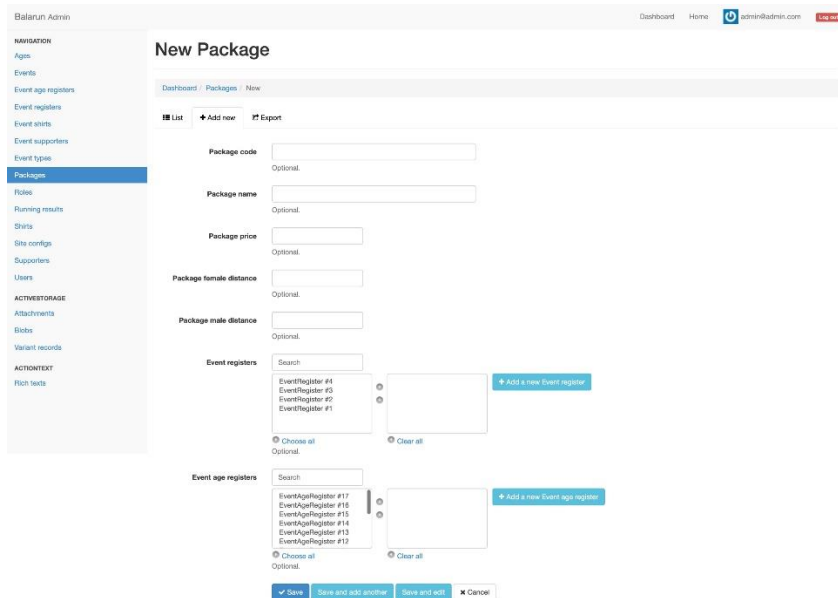 Balarun Admin
Dashboard Home admin@admin.com Log out
NAVIGATION
Ages
Events
Event age registers
Event registers
Event shirts
Event supporters
Event types
Packages
Roles
Running results
Shirts
Site configs
Supporters
Users
ACTIVESTORAGE
Attachments
Blobs
Variant records
ACTIONTEXT
Rich texts
New Package
Dashboard / Packages / New
List + Add new Export
Package code
Optional.
Package name
Optional.
Package price
Optional.
Package female distance
Optional.
Package male distance
Optional.
Event registers Search
EventRegister #4 + Add a new Event register
EventRegister #3
EventRegister #2
EventRegister #1
Choose all Clear all
Optional.
Event age registers Search
EventAgeRegister #17 + Add a new Event age register
EventAgeRegister #16
EventAgeRegister #15
EventAgeRegister #14
EventAgeRegister #13
EventAgeRegister #12
Choose all Clear all
Optional.
Save Save and add another Save and edit Cancel